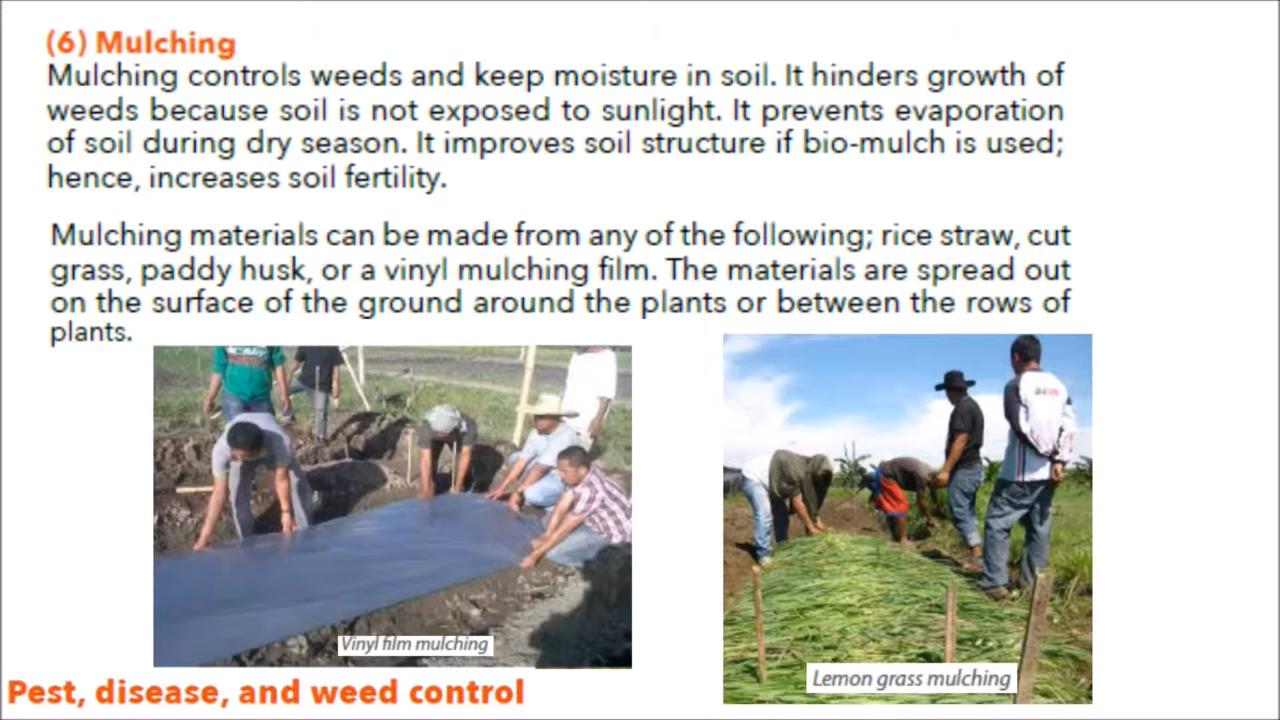 (6) Mulching
Mulching controls weeds and keep moisture in soil. It hinders growth of
weeds because soil is not exposed to sunlight. It prevents evaporation
of soil during dry season. It improves soil structure if bio-mulch is used;
hence, increases soil fertility.
Mulching materials can be made from any of the following; rice straw, cut
grass, paddy husk, or a vinyl mulching film. The materials are spread out
on the surface of the ground around the plants or between the rows of
plants.
Vinyl film mulching
Lemon grass mulching
Pest, disease, and weed control